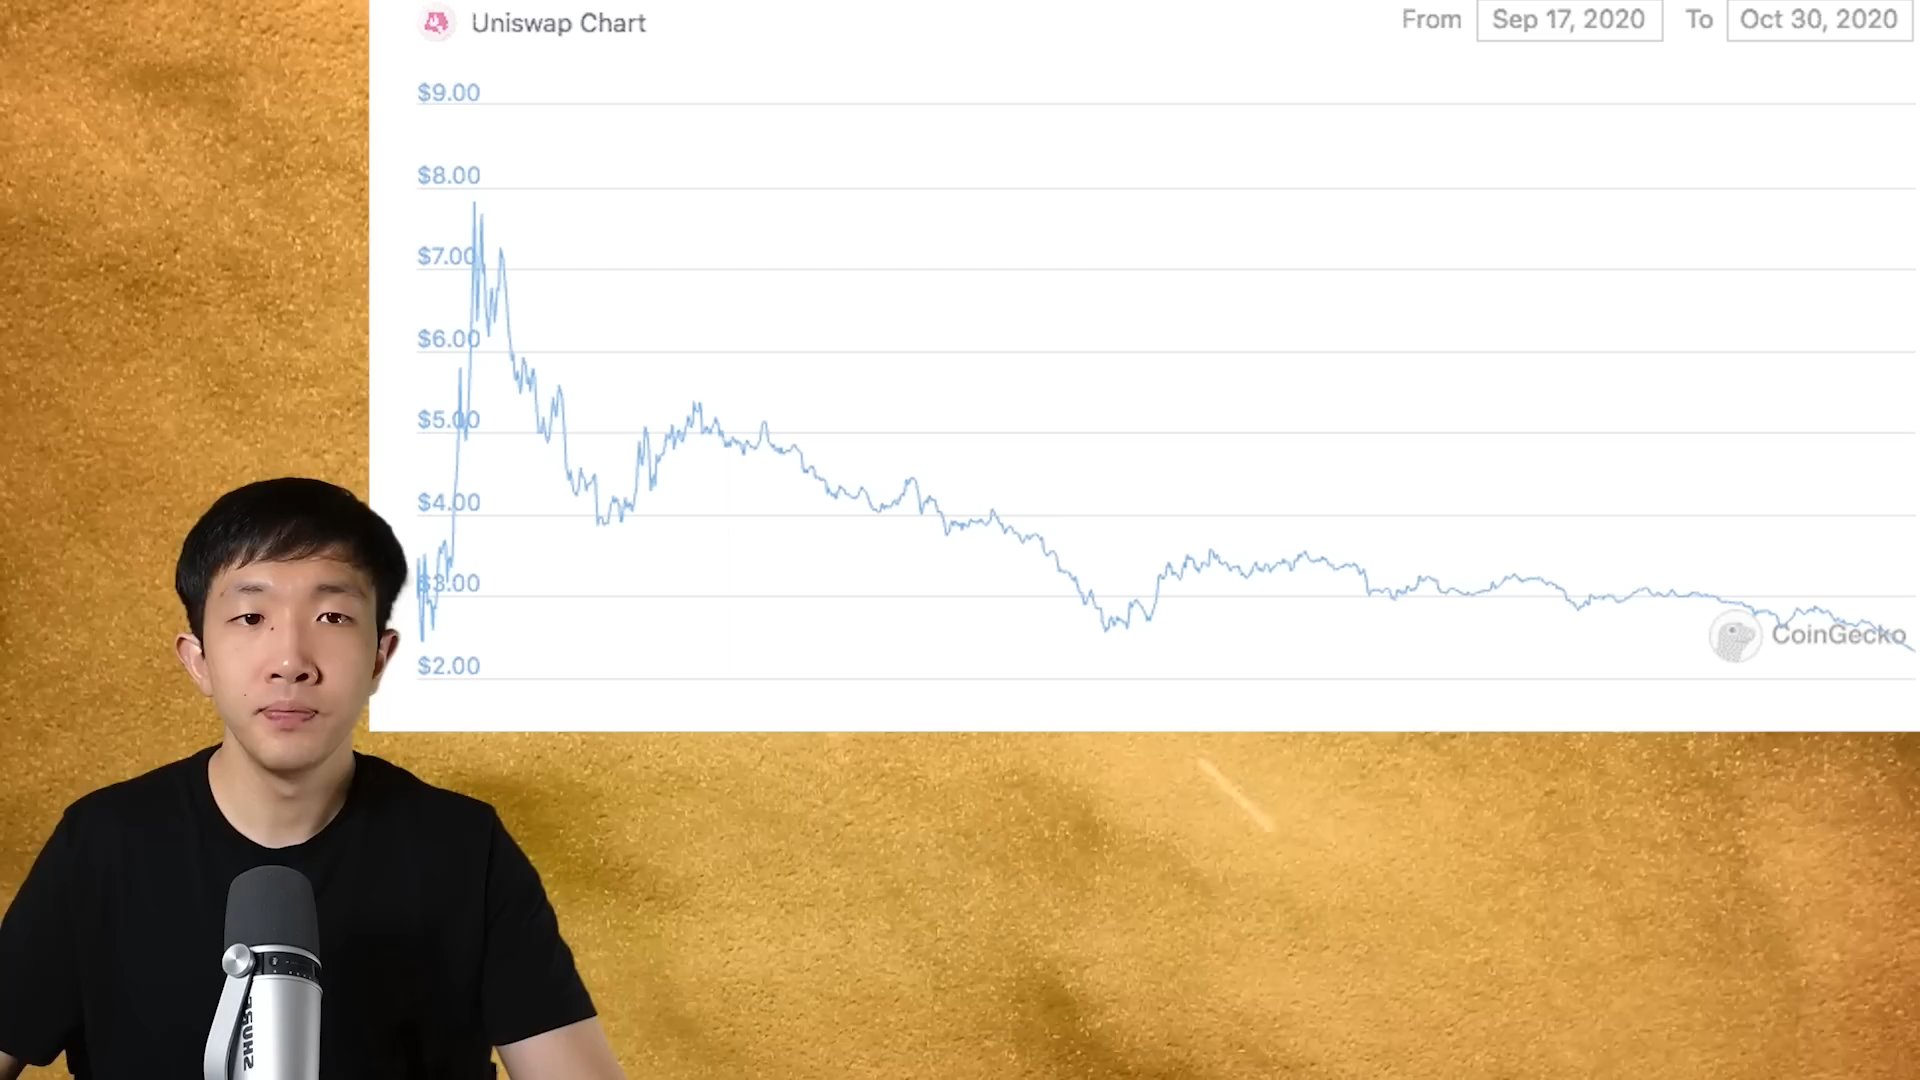 Uniswap Chart
From Sep 17, 2020 To Oct 30, 2020
$9.00
$8.00
$7.00
$6.00
$5.00
$4.00
$3.00
$2.00
CoinGecko
SHURE